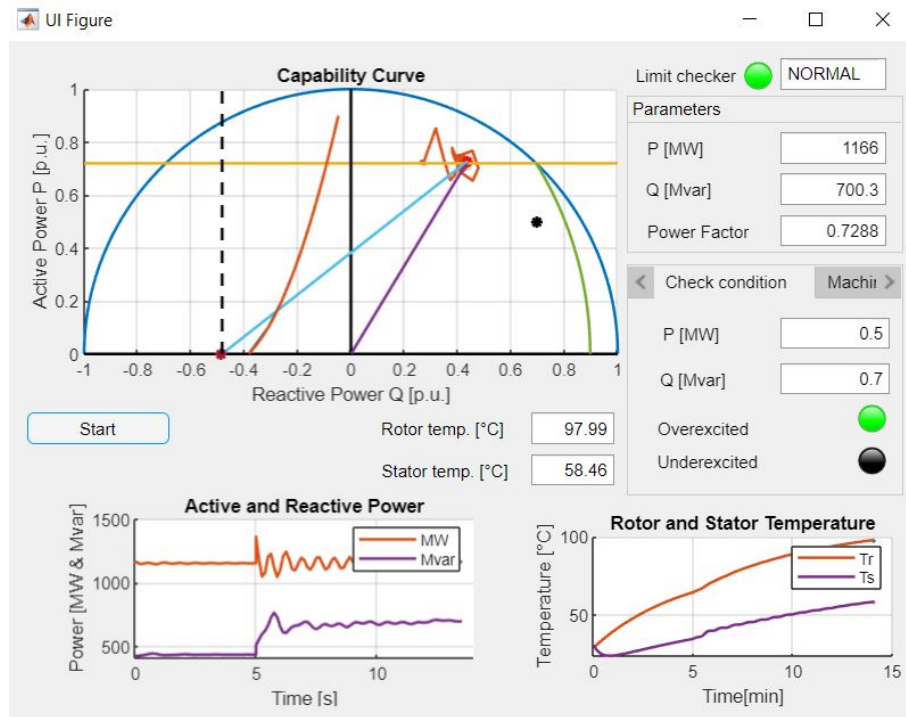 UI Figure
Capability Curve
Active Power P [p.u.]
1
0.8
0.6
0.4
0.2
0
-1 -0.8 -0.6 -0.4 -0.2 0 0.2 0.4 0.6 0.8 1
Reactive Power Q [p.u.]
Limit checker NORMAL
Parameters
P [MW] 1166
Q [Mvar] 700.3
Power Factor 0.7288
Check condition Machir
P [MW] 0.5
Q [Mvar] 0.7
Overexcited
Underexcited
Start
Rotor temp. [°C] 97.99
Stator temp. [°C] 58.46
Active and Reactive Power
Power [MW & Mvar]
1500
1000
500
MW
Mvar
0 5 10
Time [s]
Rotor and Stator Temperature
Temperature [°C]
100
50
Tr
Ts
0 5 10 15
Time[min]